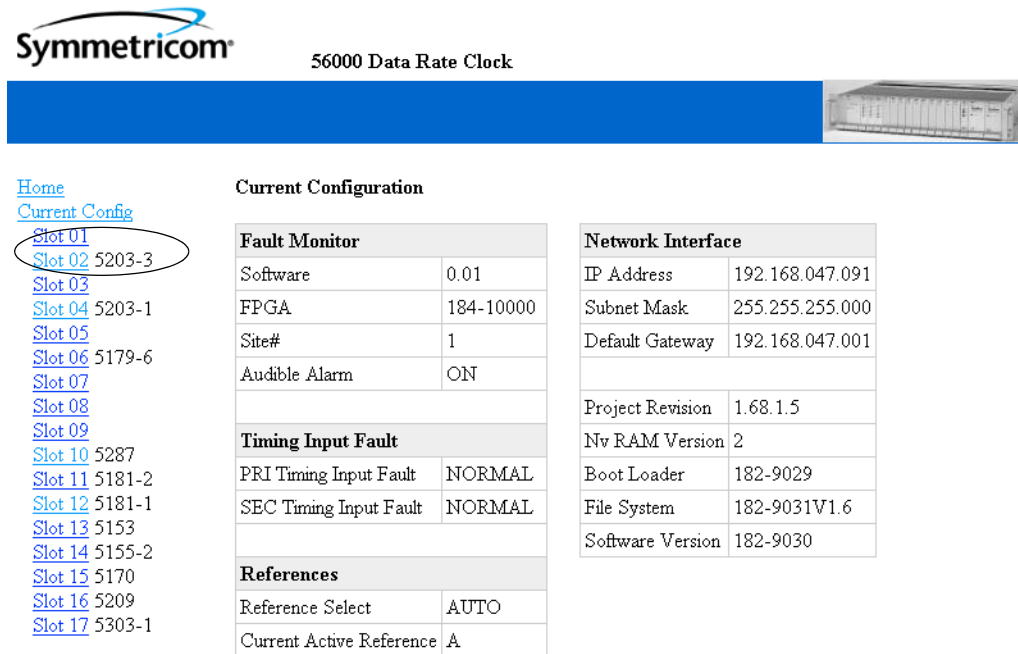 Symmetricom
56000 Data Rate Clock
Home
Current Config
Slot 01
Slot 02 5203-3
Slot 03
Slot 04 5203-1
Slot 05
Slot 06 5179-6
Slot 07
Slot 08
Slot 09
Slot 10 5287
Slot 11 5181-2
Slot 12 5181-1
Slot 13 5153
Slot 14 5155-2
Slot 15 5170
Slot 16 5209
Slot 17 5303-1
Current Configuration
Fault Monitor
Software 0.01
FPGA 184-10000
Site# 1
Audible Alarm ON
Timing Input Fault
PRI Timing Input Fault NORMAL
SEC Timing Input Fault NORMAL
References
Reference Select AUTO
Current Active Reference A
Network Interface
IP Address 192.168.047.091
Subnet Mask 255.255.255.000
Default Gateway 192.168.047.001
Project Revision 1.68.1.5
Nv RAM Version 2
Boot Loader 182-9029
File System 182-9031V1.6
Software Version 182-9030